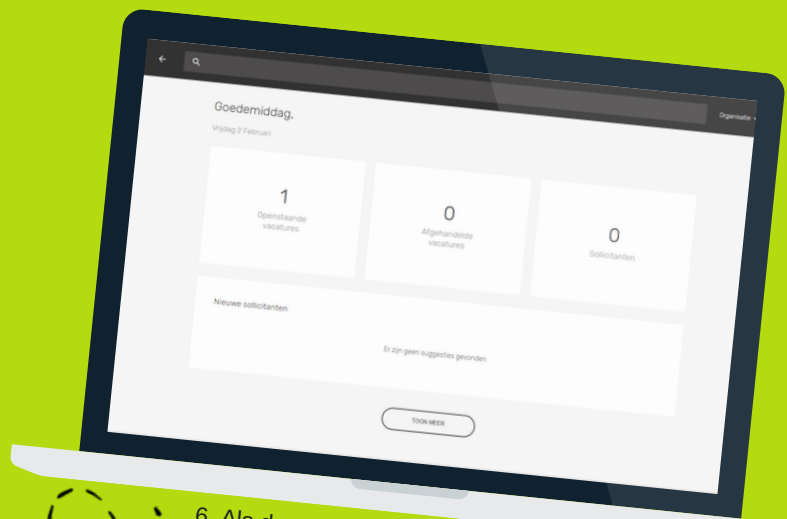 Organisatie
Goedemiddag,
Vrijdag 2 Februari
1
Openstaande
vacatures
0
Afgehandelde
vacatures
0
Sollicitanten
Nieuwe sollicitanten
Er zijn geen suggesties gevonden
TOON MEER
6. Als d